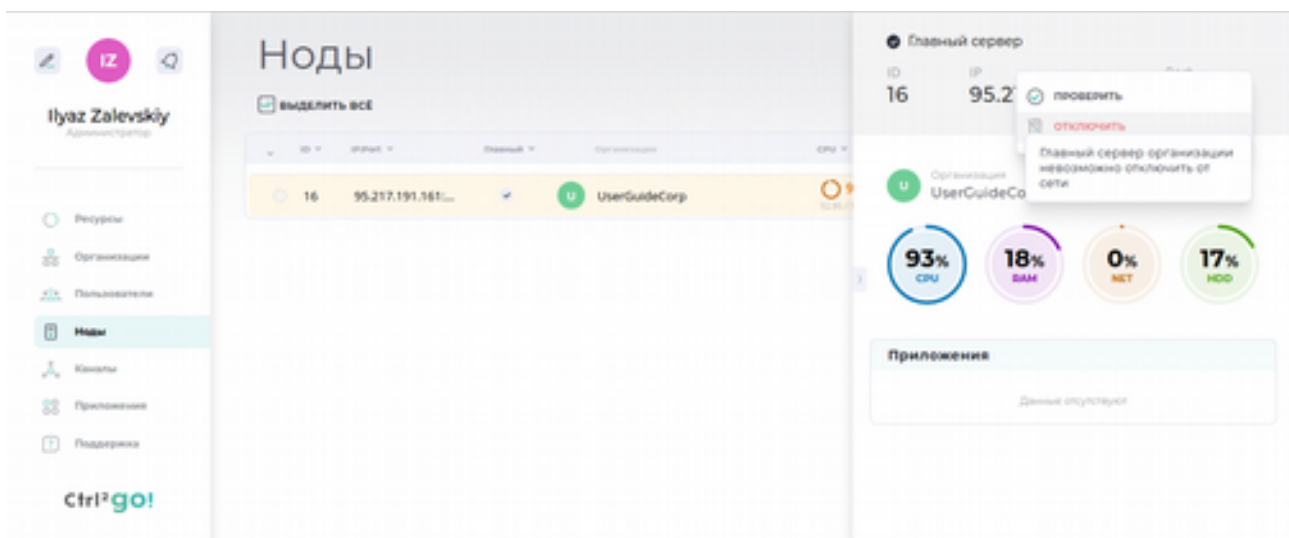 IZ
Ilyaz Zalevskiy
Администратор
Ресурсы
Организации
Пользователи
Ноды
Каналы
Приложения
Поддержка
Ctrl²go!
Ноды
ВЫДЕЛИТЬ ВСЁ
ID IP/Port Главный Организация CPU
16 95.217.191.161:... U UserGuideCorp
Главный сервер
ID IP
16 95.2
ПРОВЕРИТЬ
ОТКЛЮЧИТЬ
Главный сервер организации
невозможно отключить от
сети
Организация
U UserGuideCo
93% 18% 0% 17%
CPU RAM NET HDD
Приложения
Данные отсутствуют